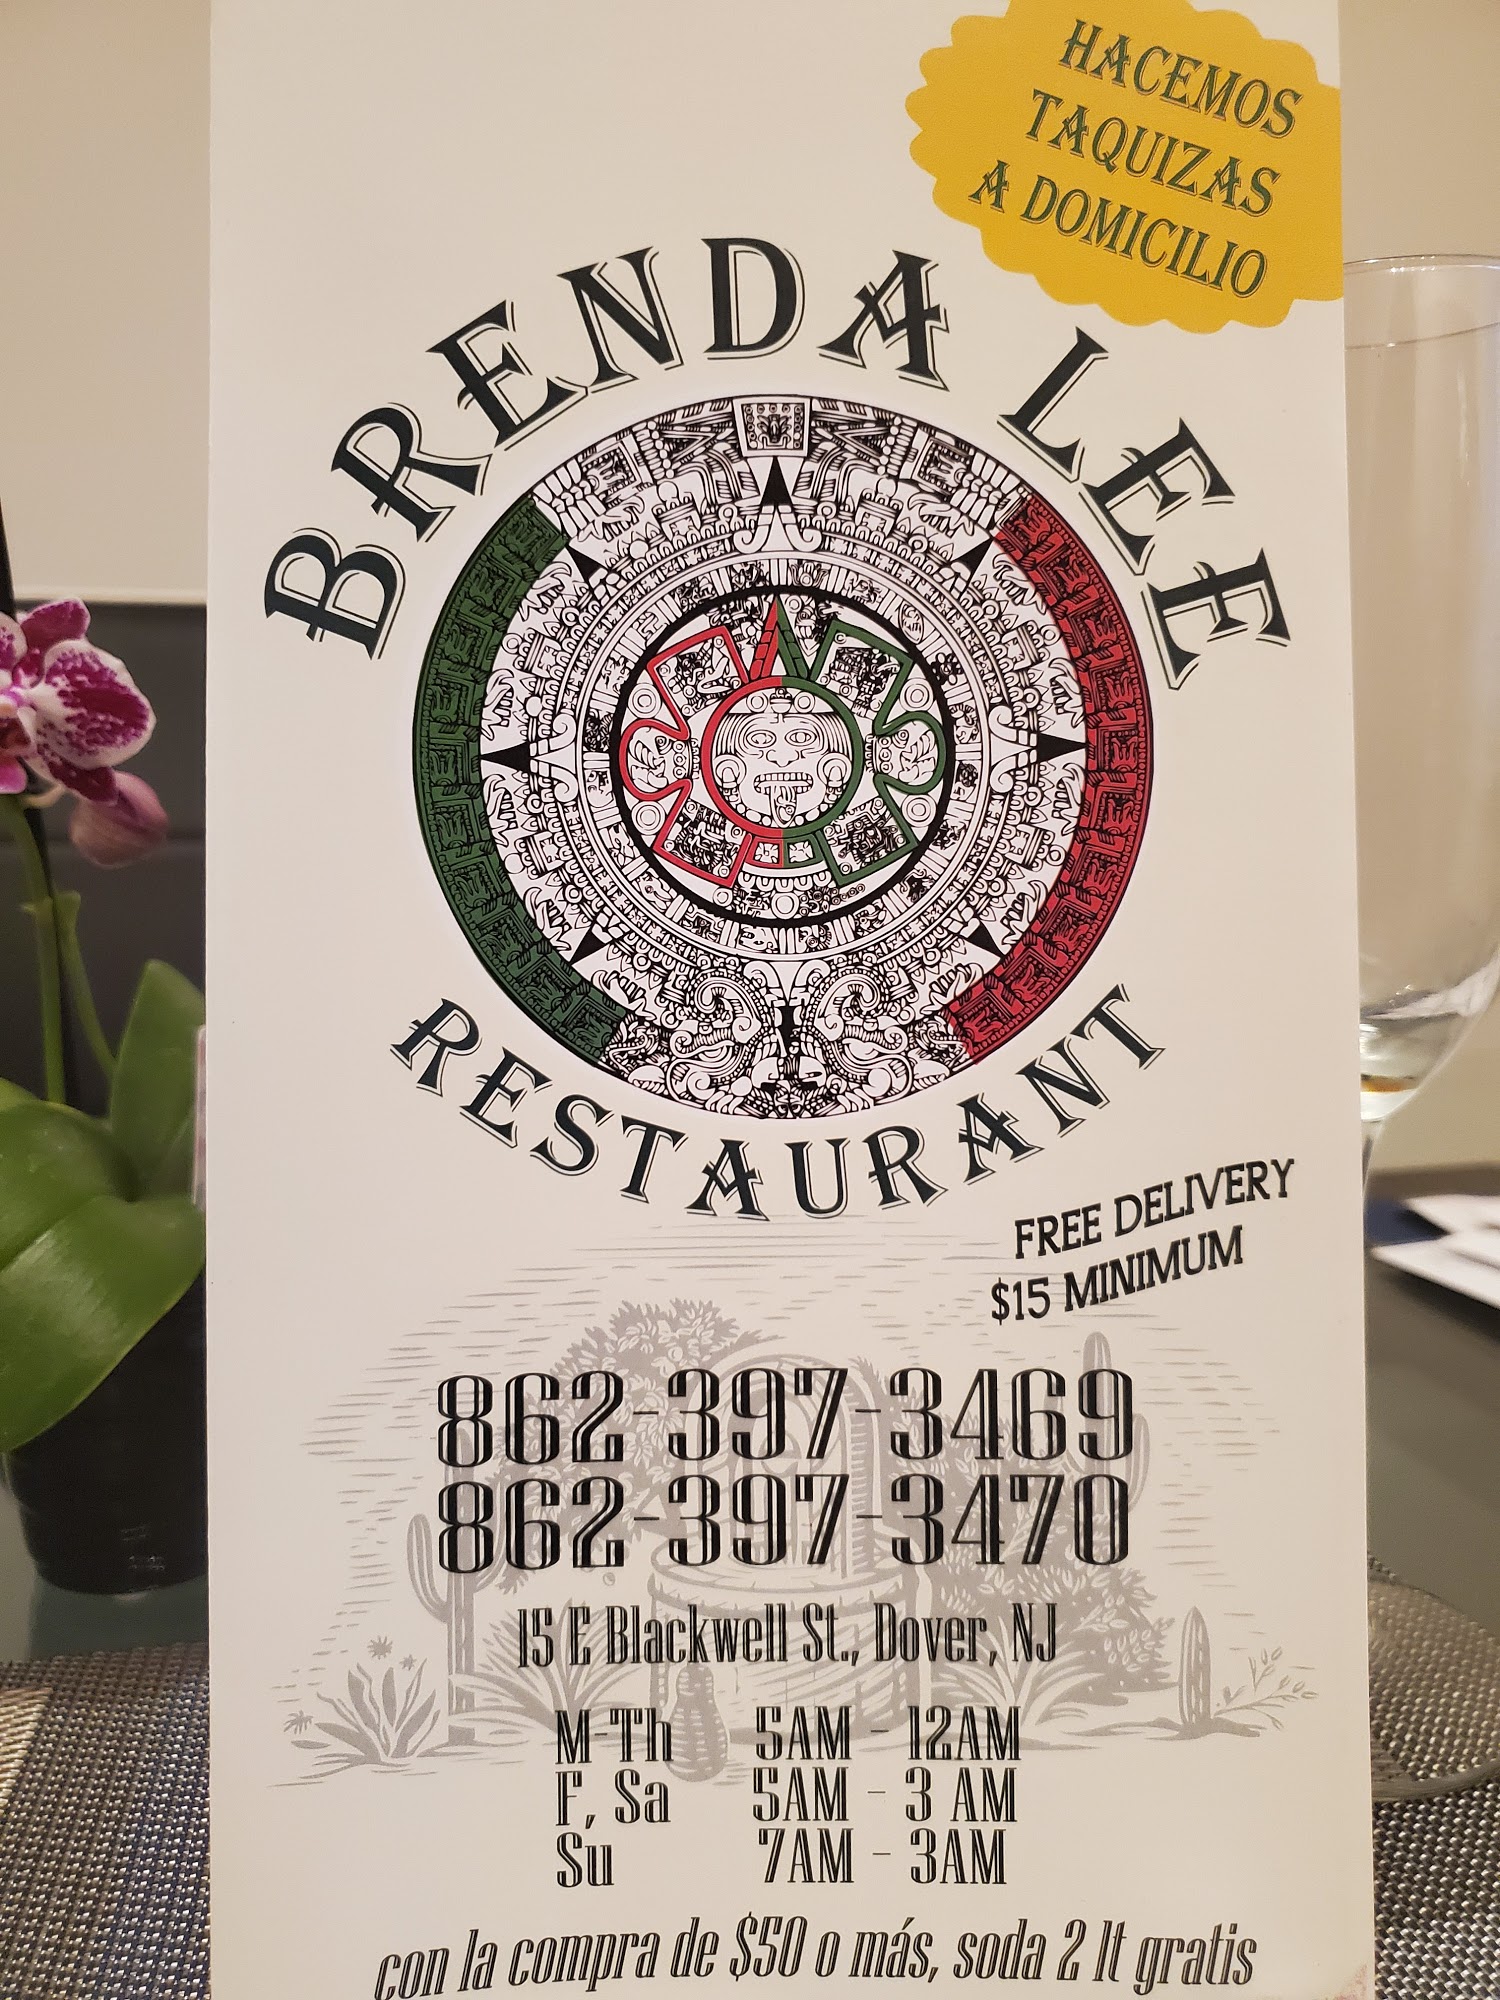 HACEMOS
TAQUIZAS
A DOMICILIO
BRENDA LEE
RESTAURANT
FREE DELIVERY
$15 MINIMUM
862-397-3469
862-397-3470
15 E Blackwell St., Dover, NJ
M-Th 5AM - 12AM
F, Sa 5AM - 3 AM
Su 7AM - 3AM
con la compra de $50 o más, soda 2 lt gratis